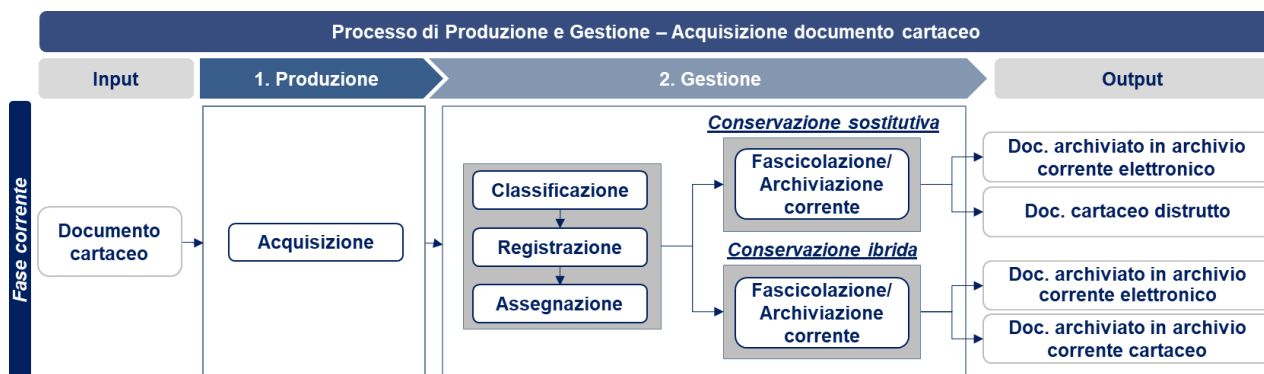 Processo di Produzione e Gestione – Acquisizione documento cartaceo
Input
1. Produzione
2. Gestione
Output
Fase corrente
Documento
cartaceo
Acquisizione
Classificazione
Registrazione
Assegnazione
Conservazione sostitutiva
Fascicolazione/
Archiviazione
corrente
Conservazione ibrida
Fascicolazione/
Archiviazione
corrente
Doc. archiviato in archivio
corrente elettronico
Doc. cartaceo distrutto
Doc. archiviato in archivio
corrente elettronico
Doc. archiviato in archivio
corrente cartaceo